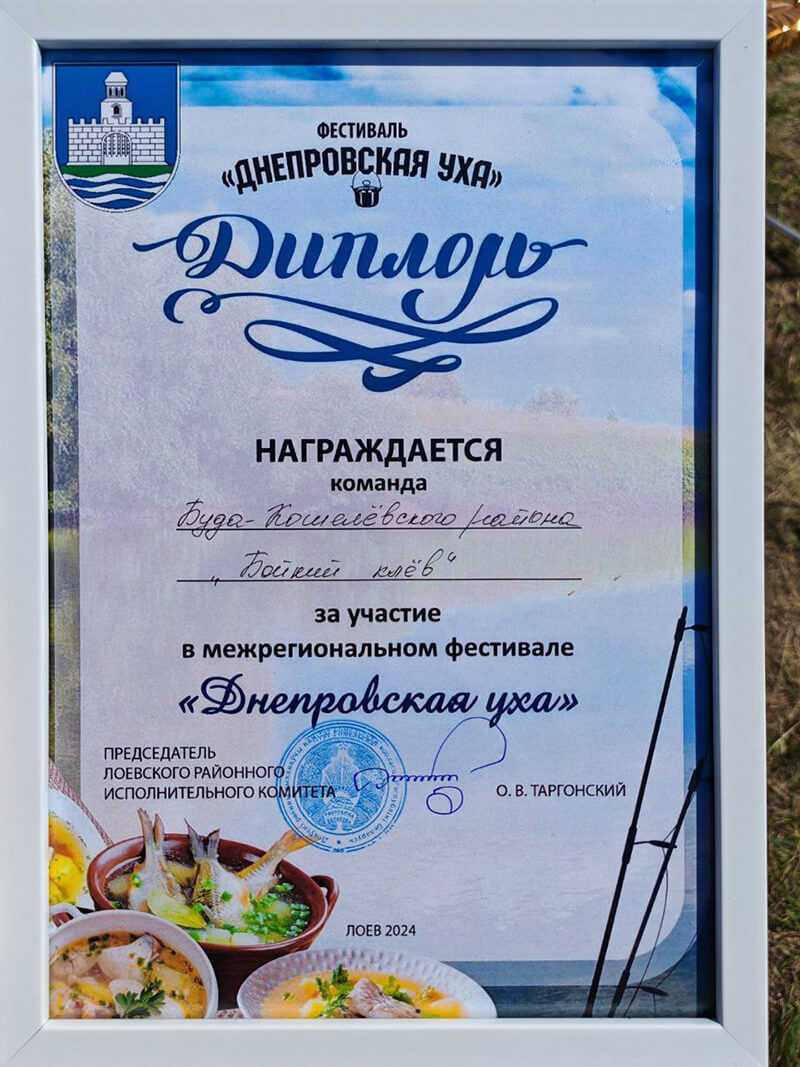 ФЕСТИВАЛЬ
«ДНЕПРОВСКАЯ УХА»
Диплом
НАГРАЖДАЕТСЯ
команда
Буда-Кошелёвского района
„Бойкий клёв“
за участие
в межрегиональном фестивале
«Днепровская уха»
ПРЕДСЕДАТЕЛЬ
ЛОЕВСКОГО РАЙОННОГО
ИСПОЛНИТЕЛЬНОГО КОМИТЕТА
О. В. ТАРГОНСКИЙ
ЛОЕВ 2024